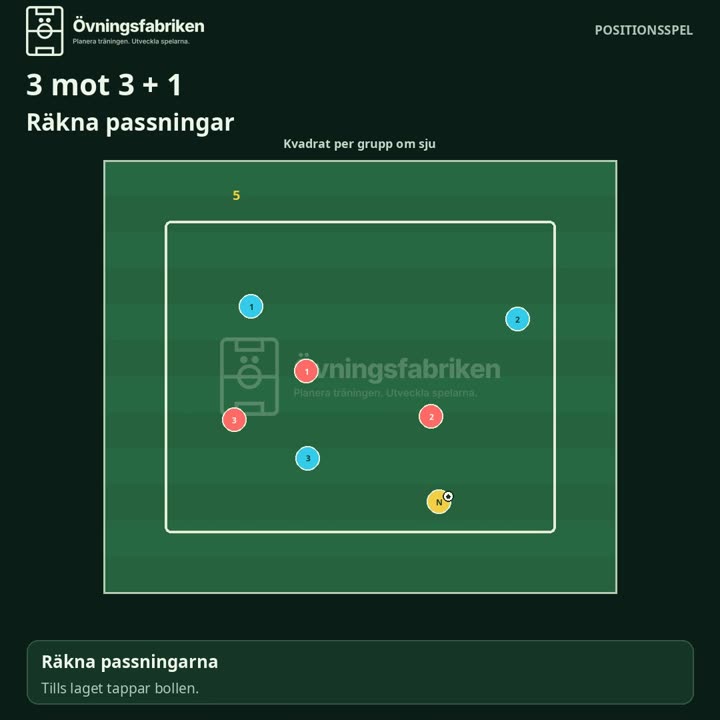 Övningsfabriken
Planera träningen. Utveckla spelarna.
POSITIONSSPEL
3 mot 3 + 1
Räkna passningar
Kvadrat per grupp om sju
5
1
2
Övningsfabriken
Planera träningen. Utveckla spelarna.
1
3
2
3
N
Räkna passningarna
Tills laget tappar bollen.